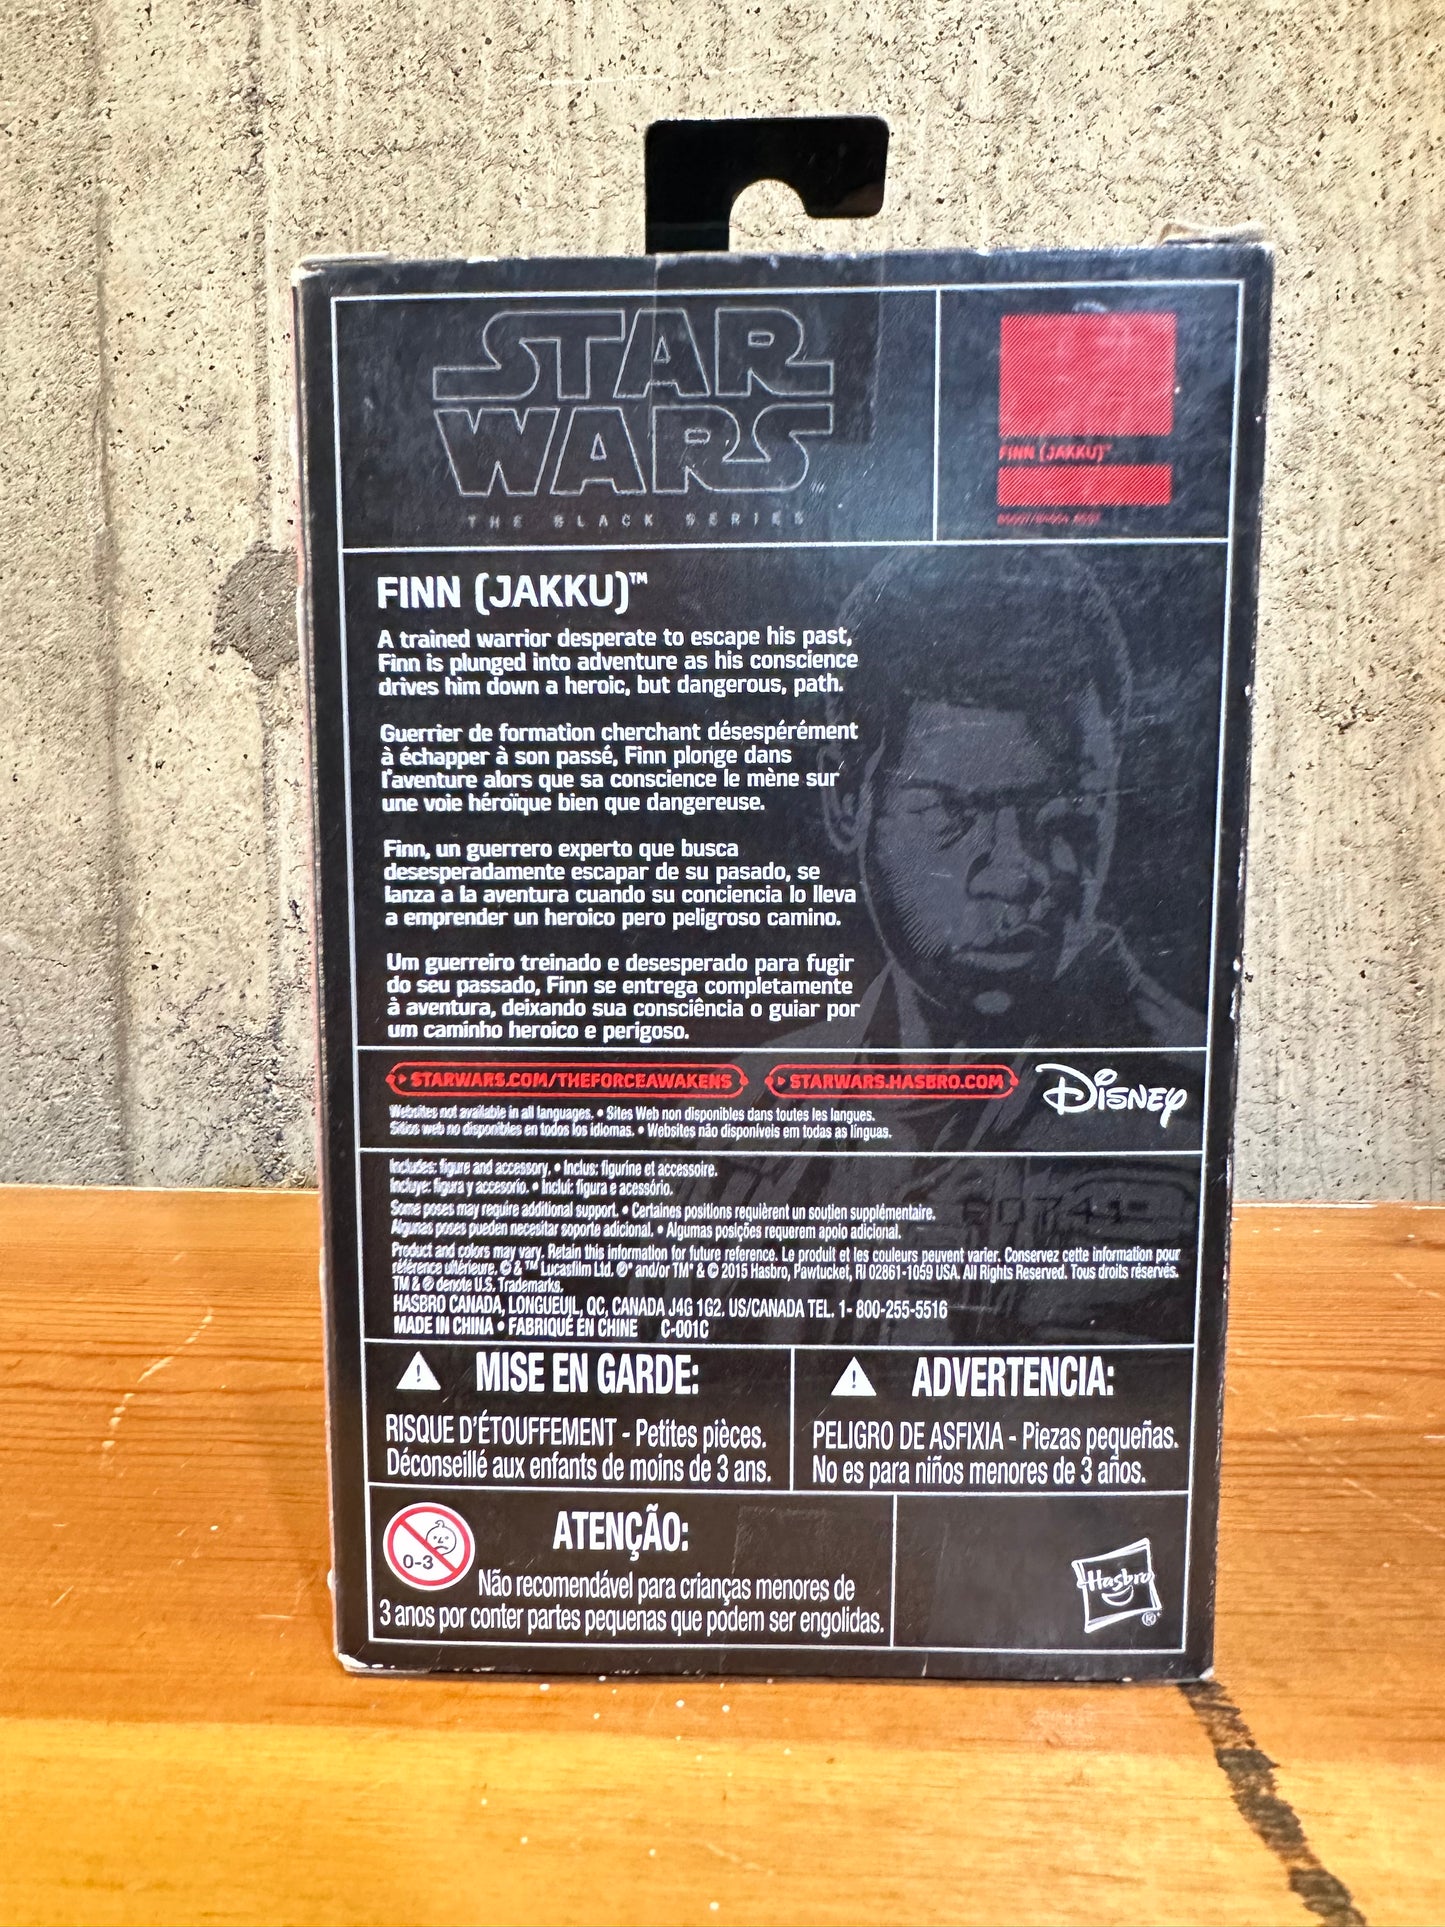 STAR
WARS
THE BLACK SERIES
FINN (JAKKU)™
FINN (JAKKU)™
A trained warrior desperate to escape his past,
Finn is plunged into adventure as his conscience
drives him down a heroic, but dangerous, path.
Guerrier de formation cherchant désespérément
à échapper à son passé, Finn plonge dans
l'aventure alors que sa conscience le mène sur
une voie héroïque bien que dangereuse.
Finn, un guerrero experto que busca
desesperadamente escapar de su pasado, se
lanza a la aventura cuando su conciencia lo lleva
a emprender un heroico pero peligroso camino.
Um guerreiro treinado e desesperado para fugir
do seu passado, Finn se entrega completamente
à aventura, deixando sua consciência o guiar por
um caminho heroico e perigoso.
STARWARS.COM/THEFORCEAWAKENS STARWARS.HASBRO.COM
Disney
Websites not available in all languages. • Sites Web non disponibles dans toutes les langues.
Sitios web no disponibles en todos los idiomas. • Websites não disponíveis em todas as línguas.
Includes: figure and accessory. • Inclus: figurine et accessoire.
Incluye: figura y accesorio. • Inclui: figura e acessório.
Some poses may require additional support. • Certaines positions requièrent un soutien supplémentaire.
Algunas poses pueden necesitar soporte adicional. • Algumas posições requerem apoio adicional.
Product and colors may vary. Retain this information for future reference. Le produit et les couleurs peuvent varier. Conservez cette information pour
référence ultérieure. © & ™ Lucasfilm Ltd. ®* and/or TM* & © 2015 Hasbro, Pawtucket, RI 02861-1059 USA. All Rights Reserved. Tous droits réservés.
TM & ® denote U.S. Trademarks.
HASBRO CANADA, LONGUEUIL, QC, CANADA J4G 1G2. US/CANADA TEL. 1- 800-255-5516
MADE IN CHINA • FABRIQUÉ EN CHINE C-001C
MISE EN GARDE:
RISQUE D'ÉTOUFFEMENT - Petites pièces.
Déconseillé aux enfants de moins de 3 ans.
ADVERTENCIA:
PELIGRO DE ASFIXIA - Piezas pequeñas.
No es para niños menores de 3 años.
0-3
ATENÇÃO:
Não recomendável para crianças menores de
3 anos por conter partes pequenas que podem ser engolidas.
Hasbro
®*